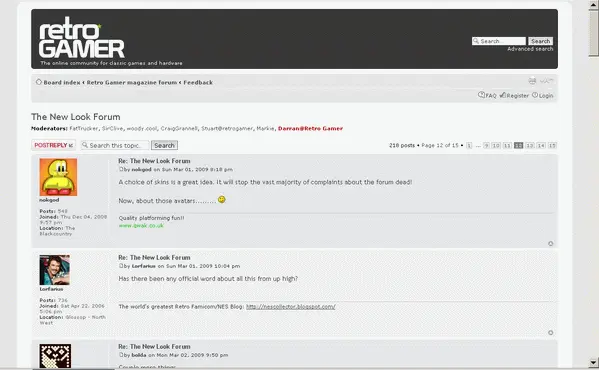 retro
GAMER
The online community for classic games and hardware
Search
Search
Advanced search
Board index ‹ Retro Gamer magazine forum ‹ Feedback
FAQ Register Login
The New Look Forum
Moderators: FatTrucker, SirClive, woody.cool, CraigGrannell, Stuart@retrogamer, Markie, Darran@Retro Gamer
POSTREPLY Search this topic... Search
218 posts • Page 12 of 15 • 1 ... 9 10 11 12 13 14 15
Re: The New Look Forum
by nokgod on Sun Mar 01, 2009 8:18 pm
A choice of skins is a great idea. It will stop the vast majority of complaints about the forum dead!
Now, about those avatars.........
nokgod
Posts: 948
Joined: Thu Dec 04, 2008
9:57 pm
Location: The
Blackcountry
Quality platforming fun!!
www.qwak.co.uk
Re: The New Look Forum
by Lorfarius on Sun Mar 01, 2009 10:04 pm
Has there been any official word about all this from up high?
Lorfarius
Posts: 736
Joined: Sat Apr 22, 2006
5:06 pm
Location: Glossop - North
West
The world's greatest Retro Famicom/NES Blog: http://nescollector.blogspot.com/
Re: The New Look Forum
by bolda on Mon Mar 02, 2009 9:50 pm
Couple more things